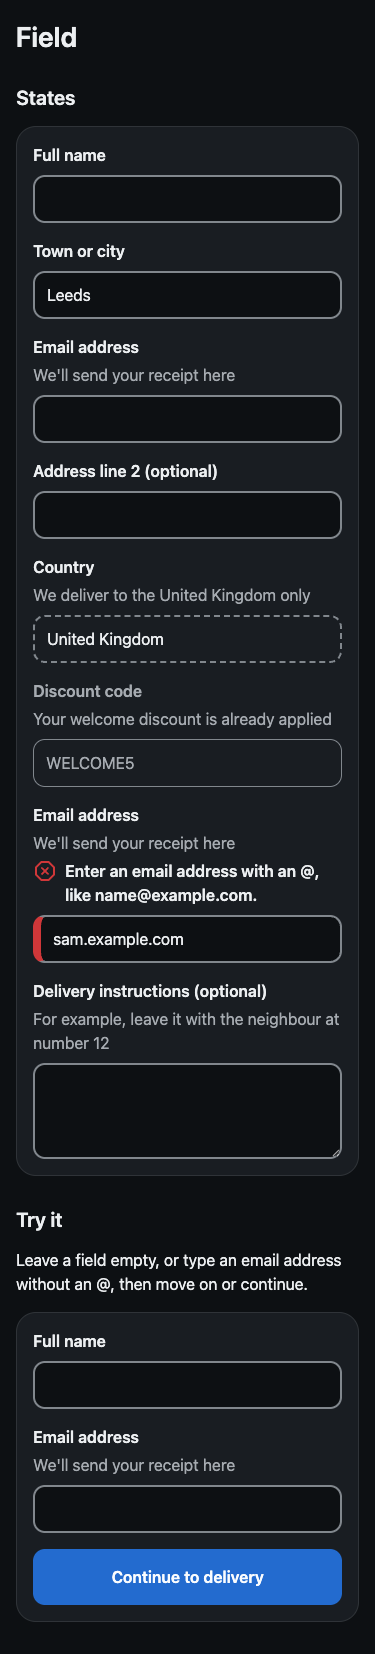 Field
States
Full name
Town or city
Leeds
Email address
We'll send your receipt here
Address line 2 (optional)
Country
We deliver to the United Kingdom only
United Kingdom
Discount code
Your welcome discount is already applied
WELCOME5
Email address
We'll send your receipt here
Enter an email address with an @,
like name@example.com.
sam.example.com
Delivery instructions (optional)
For example, leave it with the neighbour at
number 12
Try it
Leave a field empty, or type an email address
without an @, then move on or continue.
Full name
Email address
We'll send your receipt here
Continue to delivery